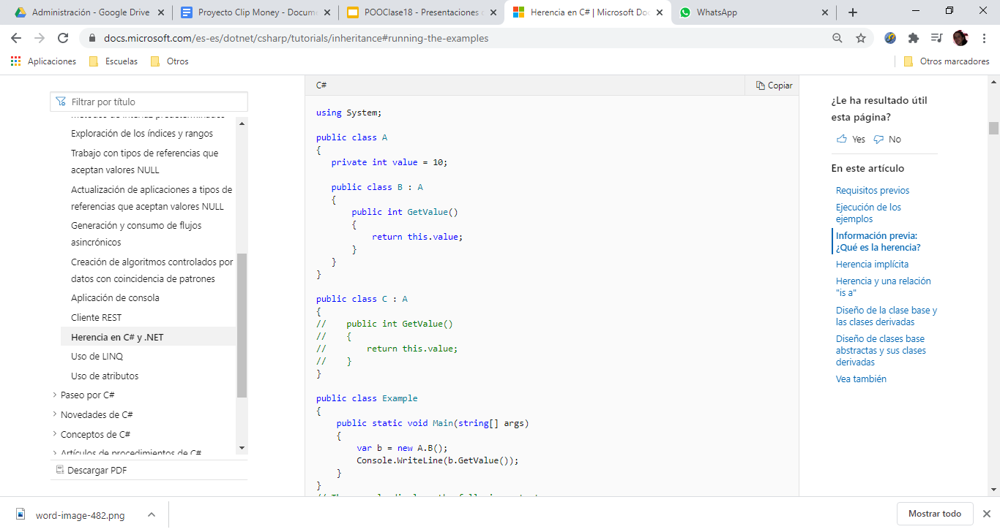 Administración - Google Drive
Proyecto Clip Money - Docume
POOClase18 - Presentaciones d
Herencia en C# | Microsoft Doc
WhatsApp
docs.microsoft.com/es-es/dotnet/csharp/tutorials/inheritance#running-the-examples
Aplicaciones
Escuelas
Otros
Otros marcadores
Filtrar por título
métodos de interfaz predeterminados
Exploración de los índices y rangos
Trabajo con tipos de referencias que
aceptan valores NULL
Actualización de aplicaciones a tipos de
referencias que aceptan valores NULL
Generación y consumo de flujos
asincrónicos
Creación de algoritmos controlados por
datos con coincidencia de patrones
Aplicación de consola
Cliente REST
Herencia en C# y .NET
Uso de LINQ
Uso de atributos
Paseo por C#
Novedades de C#
Conceptos de C#
Artículos de procedimientos de C#
Descargar PDF
C#
Copiar
using System;
public class A
{
private int value = 10;
public class B : A
{
public int GetValue()
{
return this.value;
}
}
}
public class C : A
{
//    public int GetValue()
//    {
//        return this.value;
//    }
}
public class Example
{
public static void Main(string[] args)
{
var b = new A.B();
Console.WriteLine(b.GetValue());
}
}
¿Le ha resultado útil
esta página?
Yes
No
En este artículo
Requisitos previos
Ejecución de los
ejemplos
Información previa:
¿Qué es la herencia?
Herencia implícita
Herencia y una relación
"is a"
Diseño de la clase base y
las clases derivadas
Diseño de clases base
abstractas y sus clases
derivadas
Vea también
word-image-482.png
Mostrar todo